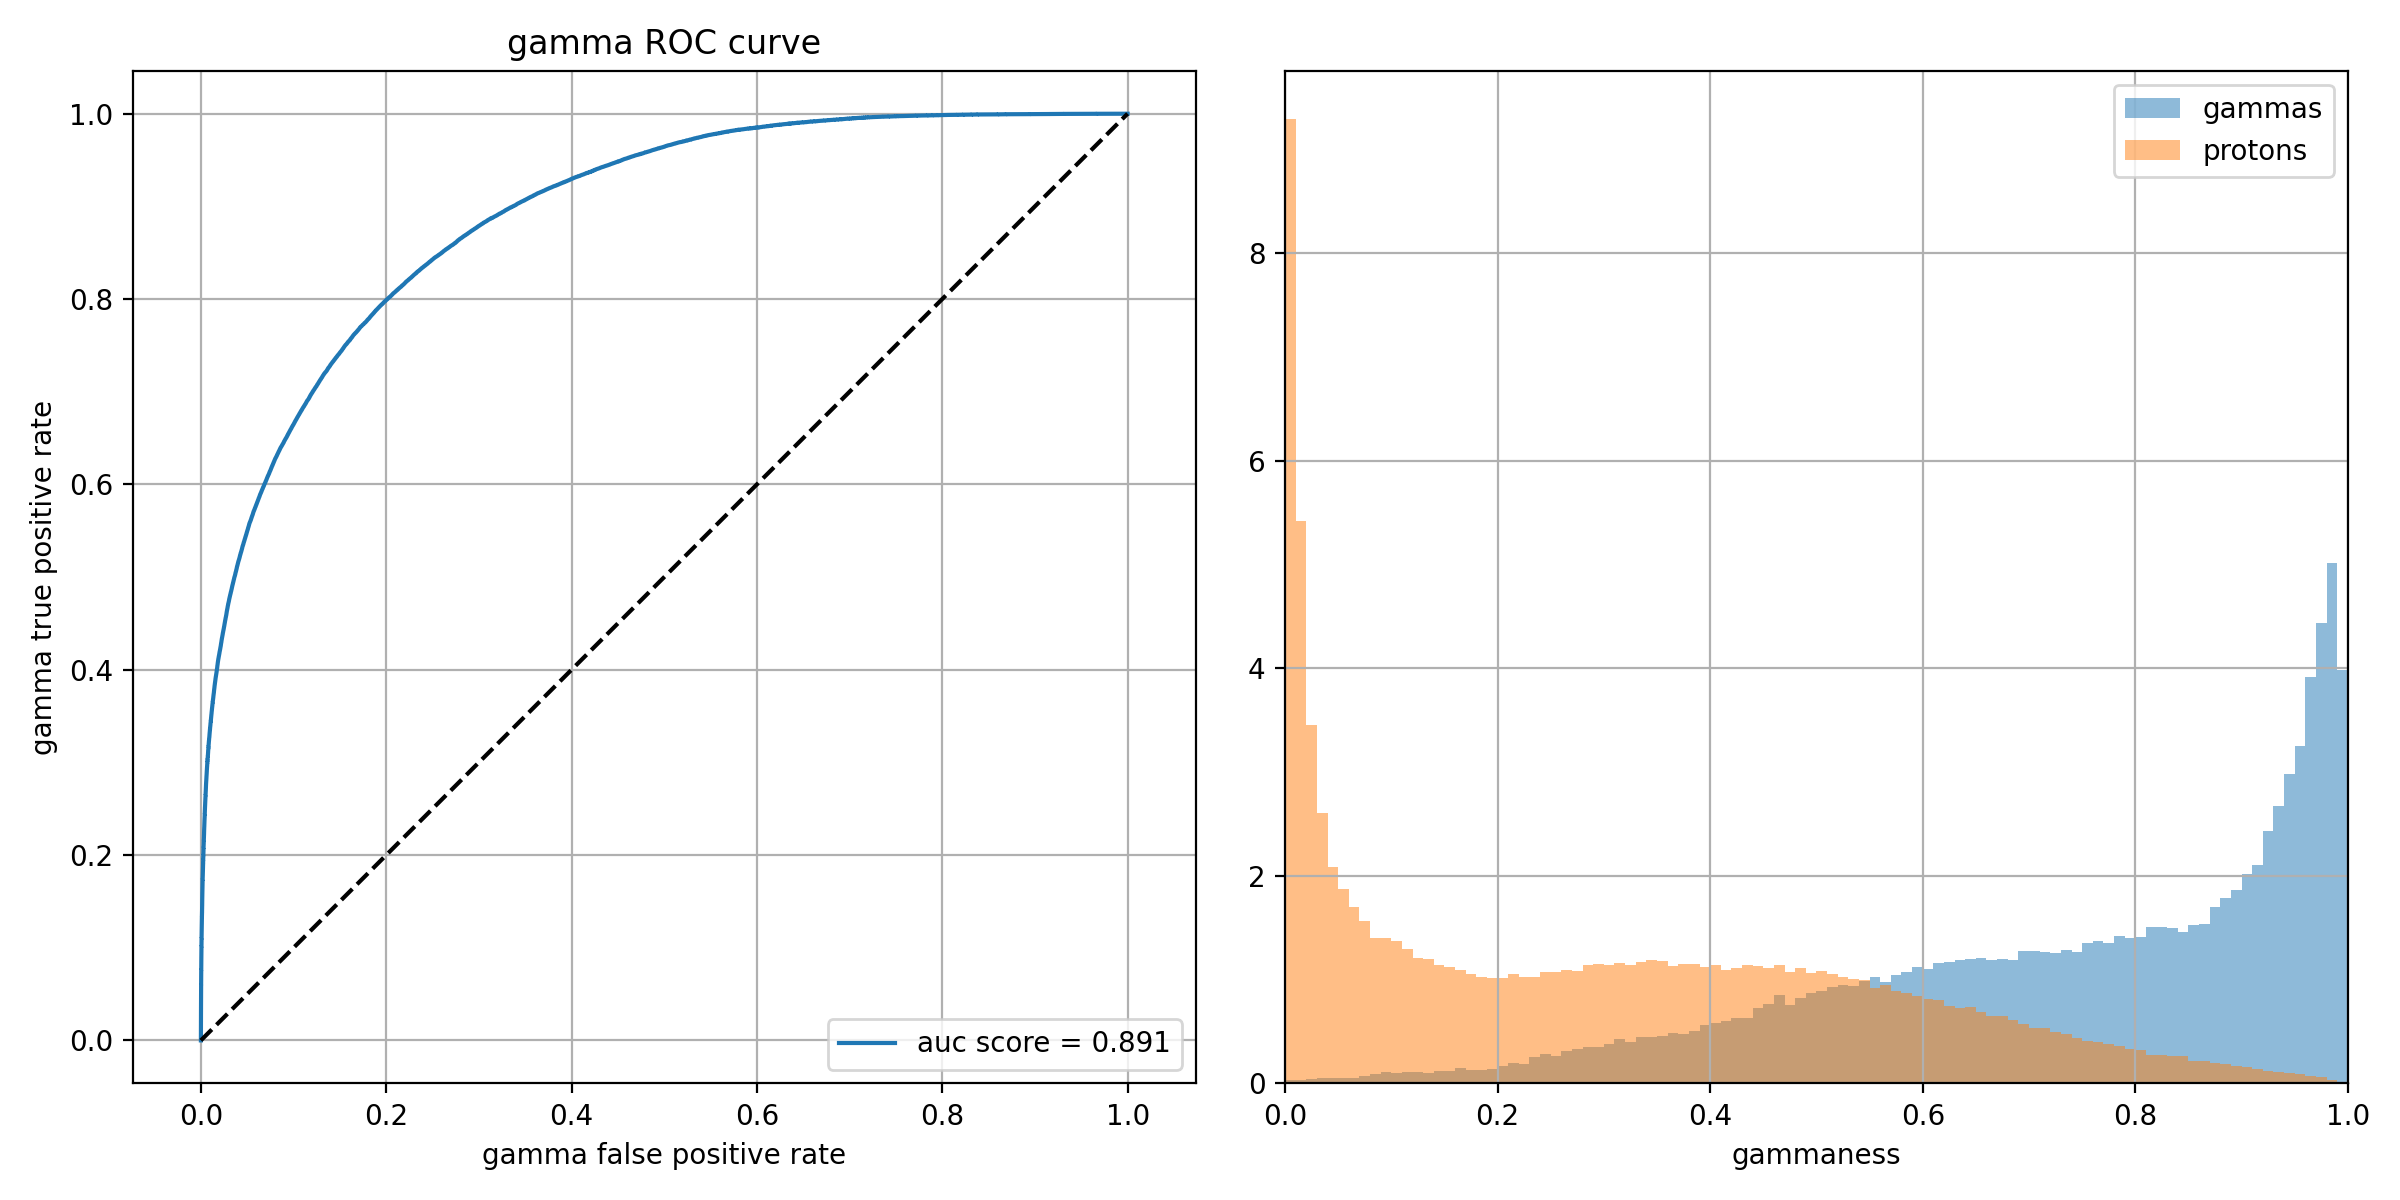 gamma ROC curve
gamma true positive rate
1.0
0.8
0.6
0.4
0.2
0.0
auc score = 0.891
0.0 0.2 0.4 0.6 0.8 1.0
gamma false positive rate
gammas
protons
8
6
4
2
0
0.0 0.2 0.4 0.6 0.8 1.0
gammaness